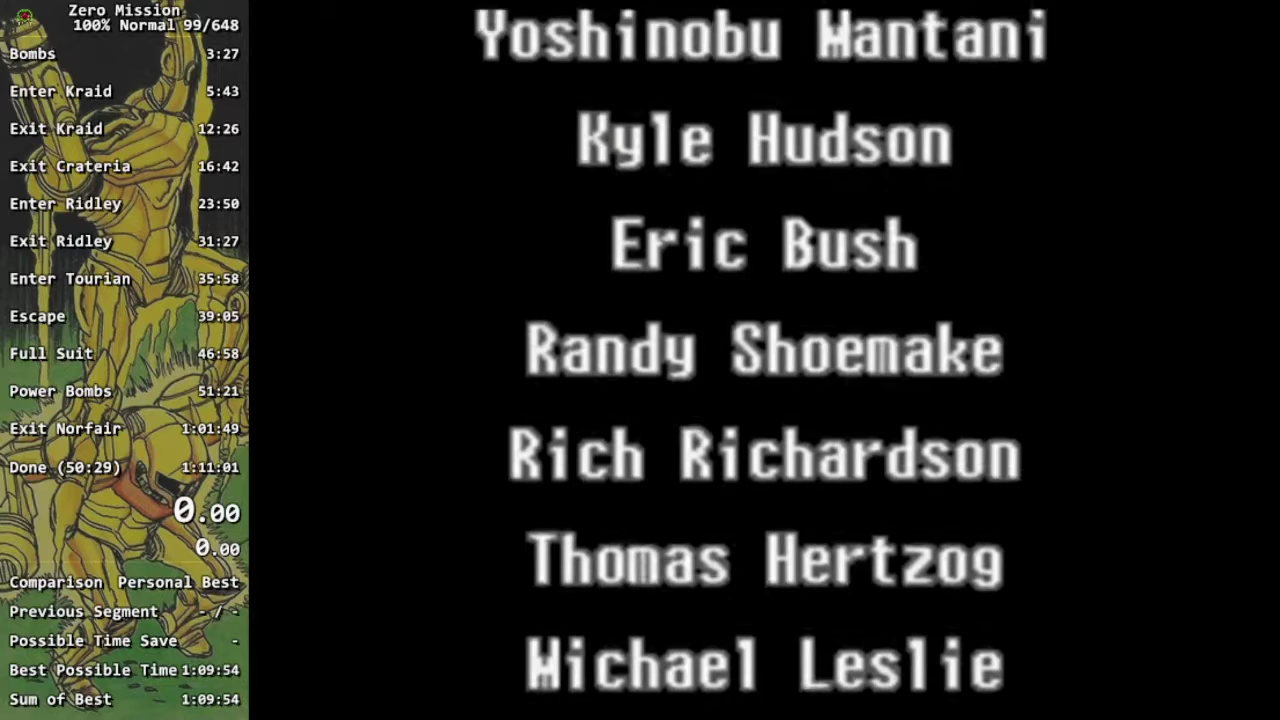 Zero Mission
100% Normal 99/648
Bombs 3:27
Enter Kraid 5:43
Exit Kraid 12:26
Exit Crateria 16:42
Enter Ridley 23:50
Exit Ridley 31:27
Enter Tourian 35:58
Escape 39:05
Full Suit 46:58
Power Bombs 51:21
Exit Norfair 1:01:49
Done (50:29) 1:11:01
0.00
0.00
Comparison Personal Best
Previous Segment - / -
Possible Time Save -
Best Possible Time 1:09:54
Sum of Best 1:09:54
Yoshinobu Mantani
Kyle Hudson
Eric Bush
Randy Shoemake
Rich Richardson
Thomas Hertzog
Michael Leslie